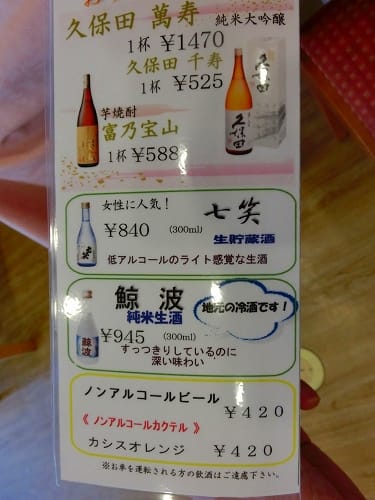 久保田 萬寿
純米大吟醸
1杯 ¥1470
久保田 千寿
1杯 ¥525
久保田
芋焼酎
富乃宝山
1杯 ¥588
女性に人気！
七笑
¥840 (300ml)
生貯蔵酒
低アルコールのライト感覚な生酒
鯨波
純米生酒
地元の冷酒です！
¥945 (300ml)
鯨波
すっつきりしているのに
深い味わい
ノンアルコールビール
¥420
《 ノンアルコールカクテル 》
カシスオレンジ ¥420
※お車を運転される方の飲酒はご遠慮下さい。